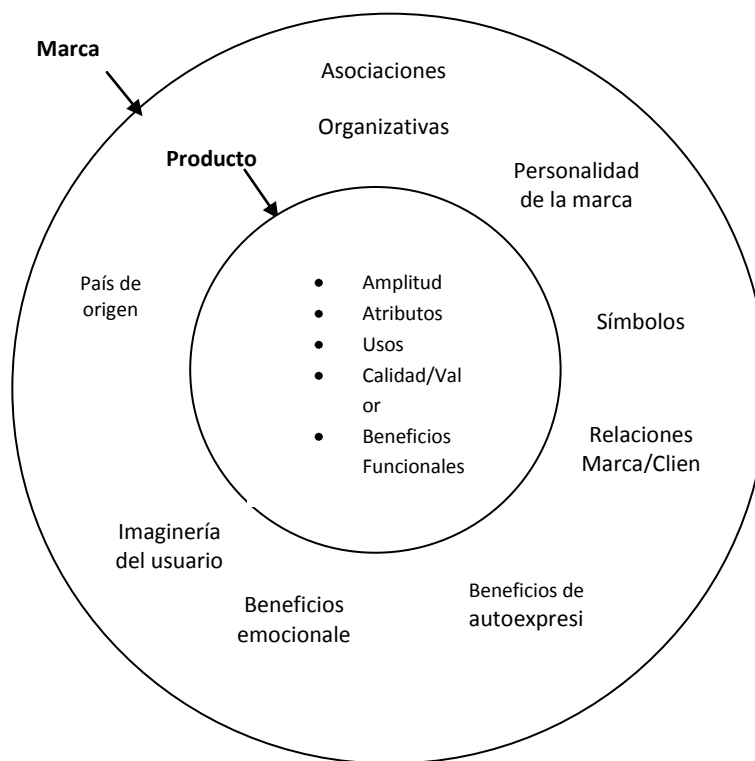 Marca
Asociaciones
Organizativas
Producto
Personalidad
de la marca
País de
origen
• Amplitud
• Atributos
• Usos
• Calidad/Val
or
• Beneficios
Funcionales
Símbolos
Relaciones
Marca/Clien
Imaginería
del usuario
Beneficios
emocionale
Beneficios de
autoexpresi